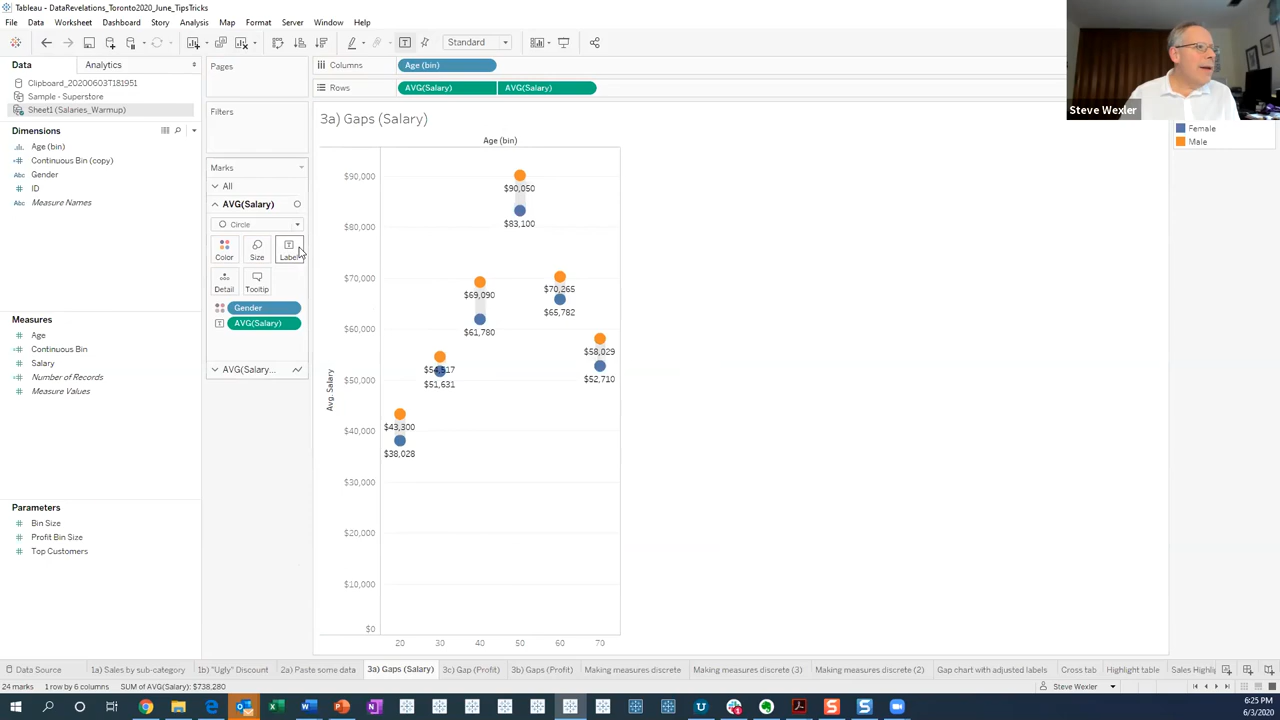 Tableau - DataRevelations_Toronto2020_June_TipsTricks
File Data Worksheet Dashboard Story Analysis Map Format Server Window Help
Standard
Data Analytics
Clipboard_20200603T181951
Sample - Superstore
Sheet1 (Salaries_Warmup)
Dimensions
Age (bin)
Continuous Bin (copy)
Abc Gender
ID
Abc Measure Names
Measures
Age
Continuous Bin
Salary
Number of Records
Measure Values
Parameters
Bin Size
Profit Bin Size
Top Customers
Pages
Filters
Marks
All
AVG(Salary)
Circle
Color Size Label
Detail Tooltip
Gender
AVG(Salary)
AVG(Salary...
Columns Age (bin)
Rows AVG(Salary) AVG(Salary)
3a) Gaps (Salary)
Age (bin)
Avg. Salary
$90,000
$80,000
$70,000
$60,000
$50,000
$40,000
$30,000
$20,000
$10,000
$0
$90,050
$83,100
$69,090
$61,780
$70,265
$65,782
$58,029
$52,710
$51,631
$43,300
$38,028
20 30 40 50 60 70
Steve Wexler
Female
Male
Data Source 1a) Sales by sub-category 1b) "Ugly" Discount 2a) Paste some data 3a) Gaps (Salary) 3c) Gap (Profit) 3b) Gaps (Profit) Making measures discrete Making measures discrete (3) Making measures discrete (2) Gap chart with adjusted labels Cross tab Highlight table Sales Highli
24 marks 1 row by 6 columns SUM of AVG(Salary): $738,280 Steve Wexler
6:25 PM
6/3/2020